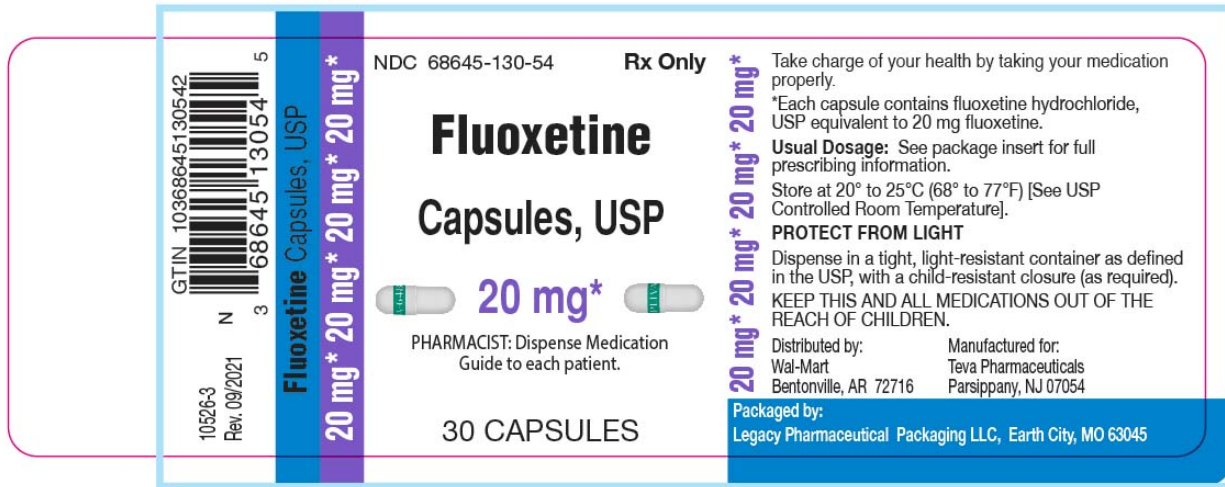 GTIN 10368645130542
N
3 68645 13054 5
10526-3
Rev. 09/2021
Fluoxetine Capsules, USP
20 mg* 20 mg* 20 mg* 20 mg* 20 mg*
NDC 68645-130-54
Rx Only
Fluoxetine
Capsules, USP
20 mg*
PHARMACIST: Dispense Medication
Guide to each patient.
30 CAPSULES
20 mg* 20 mg* 20 mg* 20 mg* 20 mg*
Take charge of your health by taking your medication
properly.
*Each capsule contains fluoxetine hydrochloride,
USP equivalent to 20 mg fluoxetine.
Usual Dosage: See package insert for full
prescribing information.
Store at 20° to 25°C (68° to 77°F) [See USP
Controlled Room Temperature].
PROTECT FROM LIGHT
Dispense in a tight, light-resistant container as defined
in the USP, with a child-resistant closure (as required).
KEEP THIS AND ALL MEDICATIONS OUT OF THE
REACH OF CHILDREN.
Distributed by:
Wal-Mart
Bentonville, AR 72716
Manufactured for:
Teva Pharmaceuticals
Parsippany, NJ 07054
Packaged by:
Legacy Pharmaceutical Packaging LLC, Earth City, MO 63045